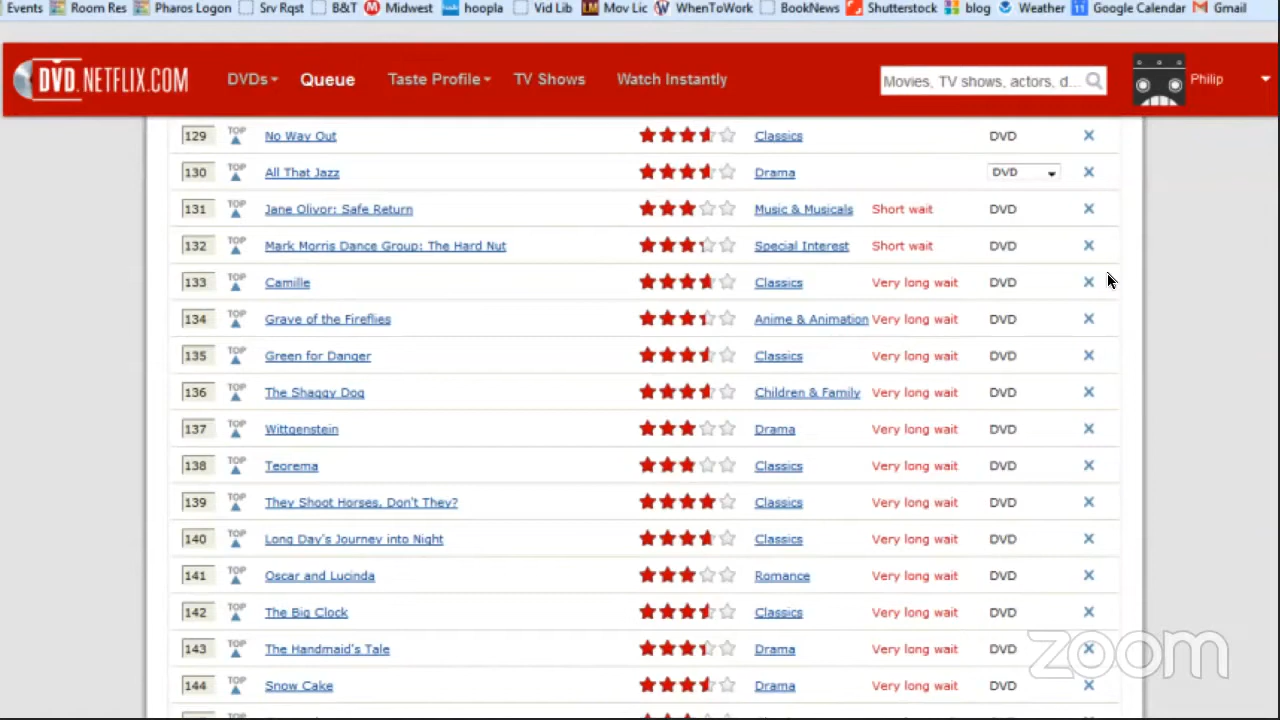 Events Room Res Pharos Logon Srv Rqst B&T Midwest hoopla Vid Lib Mov Lic WhenToWork BookNews Shutterstock blog Weather 11 Google Calendar Gmail
DVD.NETFLIX.COM DVDs Queue Taste Profile TV Shows Watch Instantly Movies, TV shows, actors, d... Philip
129 TOP No Way Out Classics DVD
130 TOP All That Jazz Drama DVD
131 TOP Jane Olivor: Safe Return Music & Musicals Short wait DVD
132 TOP Mark Morris Dance Group: The Hard Nut Special Interest Short wait DVD
133 TOP Camille Classics Very long wait DVD
134 TOP Grave of the Fireflies Anime & Animation Very long wait DVD
135 TOP Green for Danger Classics Very long wait DVD
136 TOP The Shaggy Dog Children & Family Very long wait DVD
137 TOP Wittgenstein Drama Very long wait DVD
138 TOP Teorema Classics Very long wait DVD
139 TOP They Shoot Horses, Don't They? Classics Very long wait DVD
140 TOP Long Day's Journey into Night Classics Very long wait DVD
141 TOP Oscar and Lucinda Romance Very long wait DVD
142 TOP The Big Clock Classics Very long wait DVD
143 TOP The Handmaid's Tale Drama Very long wait DVD
144 TOP Snow Cake Drama Very long wait DVD
TOP
zoom